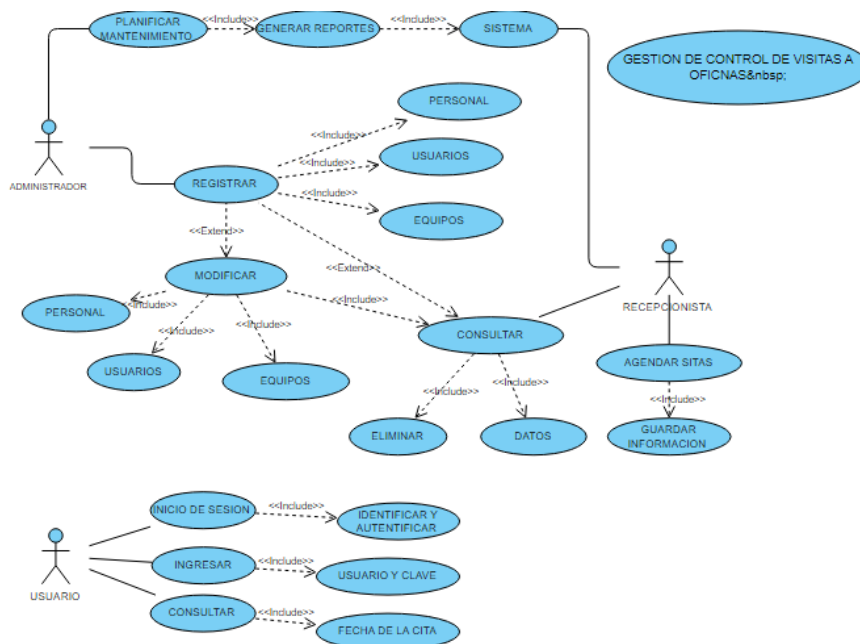 PLANIFICAR
MANTENIMIENTO
<<Include>>
GENERAR REPORTES
<<Include>>
SISTEMA
GESTION DE CONTROL DE VISITAS A
OFICNAS&nbsp;
PERSONAL
<<Include>>
USUARIOS
<<Include>>
ADMINISTRADOR
REGISTRAR
<<Include>>
EQUIPOS
<<Extend>>
<<Extend>>
MODIFICAR
RECEPCIONISTA
PERSONAL
<<Include>>
<<Include>>
CONSULTAR
<<Include>>
<<Include>>
USUARIOS
EQUIPOS
AGENDAR SITAS
<<Include>>
<<Include>>
<<Include>>
ELIMINAR
DATOS
GUARDAR
INFORMACION
INICIO DE SESION
<<Include>>
IDENTIFICAR Y
AUTENTIFICAR
USUARIO
INGRESAR
<<Include>>
USUARIO Y CLAVE
CONSULTAR
<<Include>>
FECHA DE LA CITA